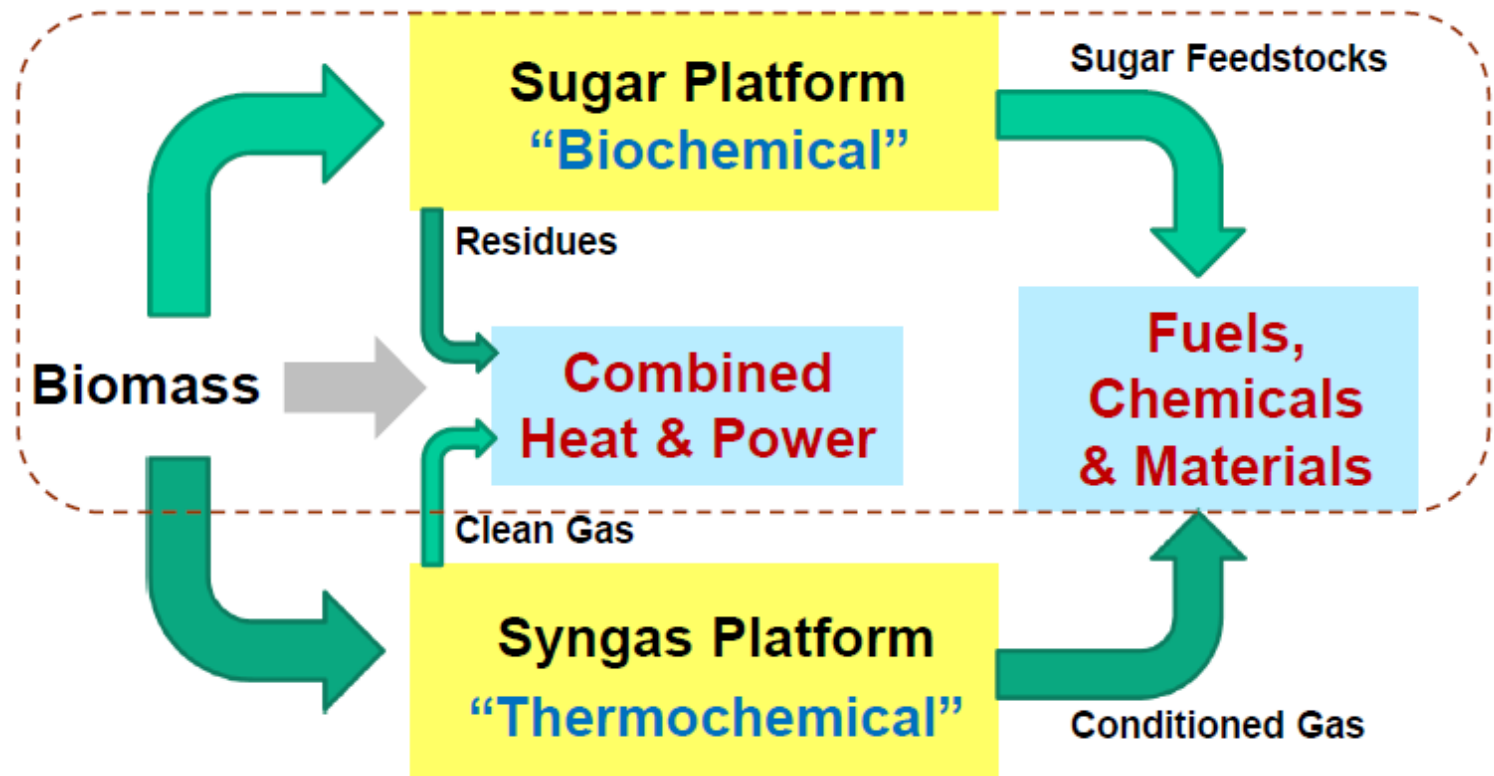 Sugar Platform
“Biochemical”
Sugar Feedstocks
Residues
Biomass
Combined
Heat & Power
Fuels,
Chemicals
& Materials
Clean Gas
Syngas Platform
“Thermochemical”
Conditioned Gas